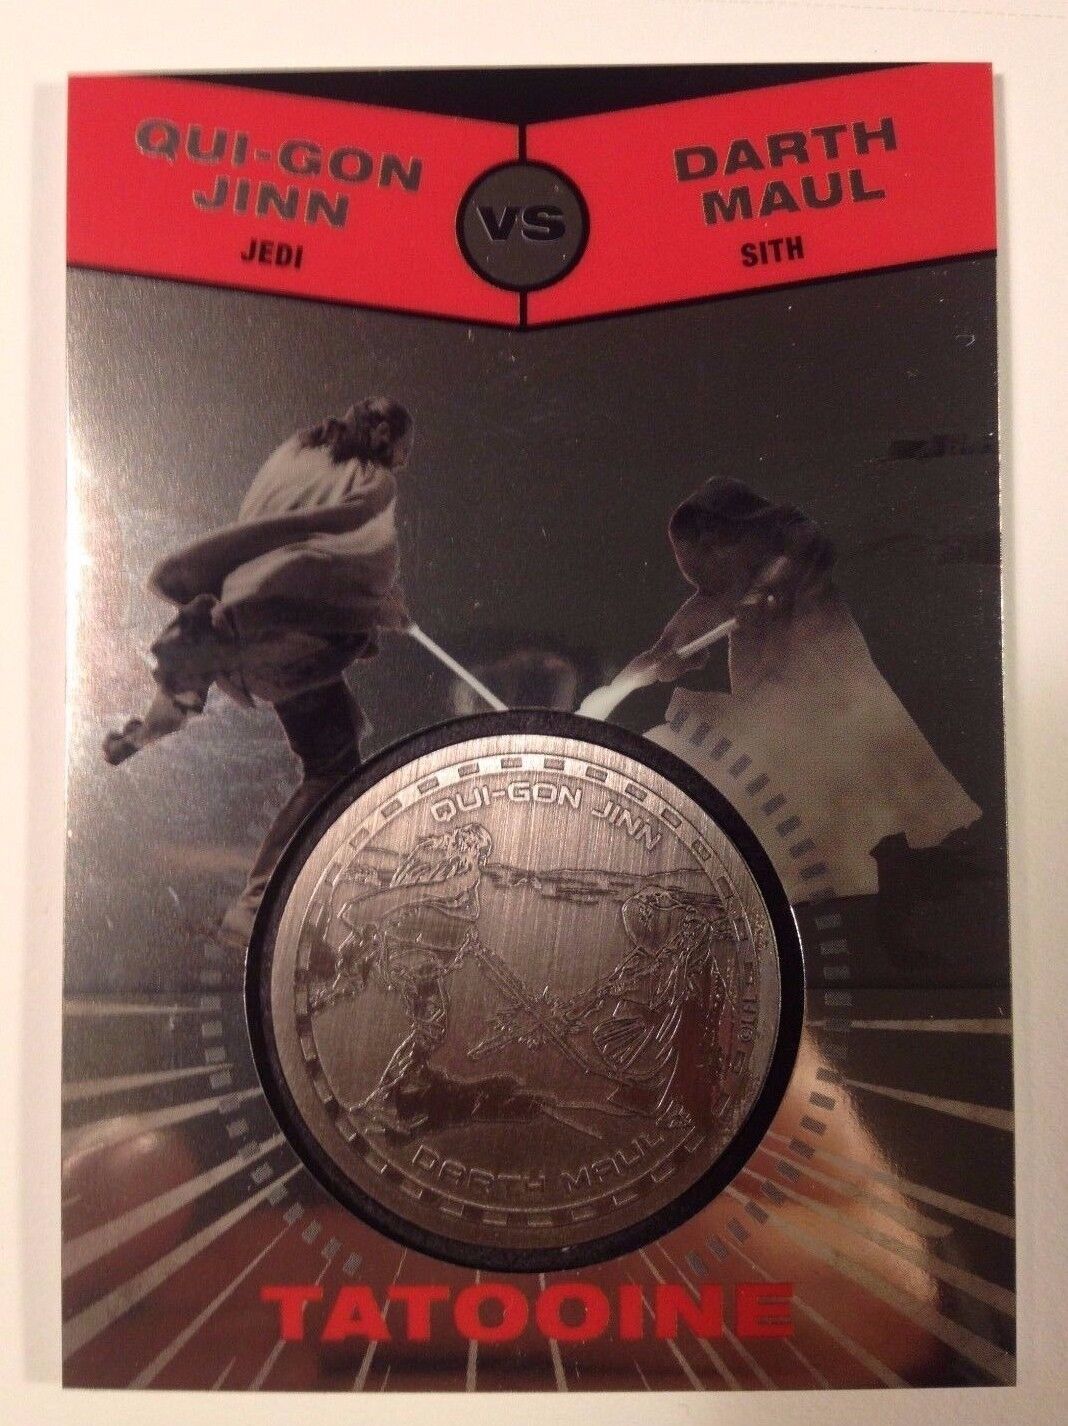 QUI-GON
JINN
JEDI
VS
DARTH
MAUL
SITH
QUI-GON JINN
DARTH MAUL
TATOOINE